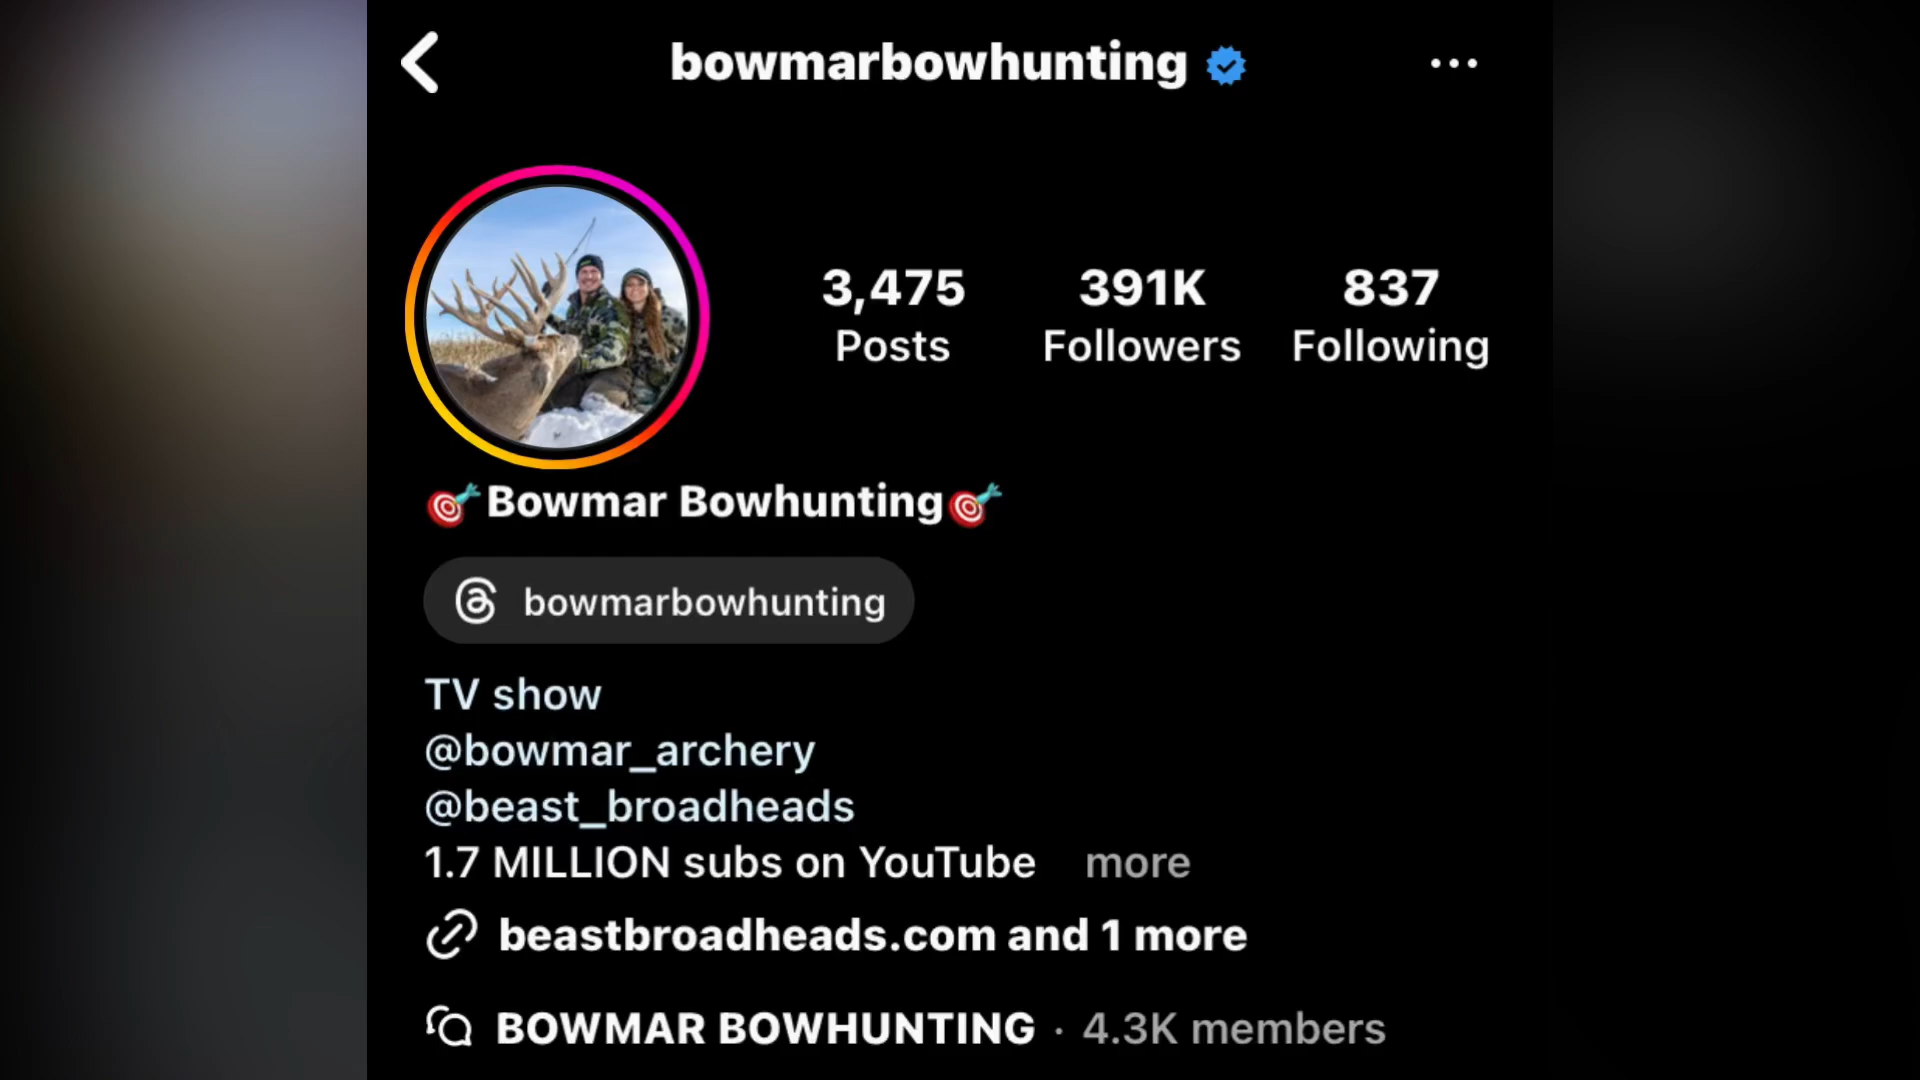 bowmarbowhunting
3,475 391K 837
Posts Followers Following
🎯Bowmar Bowhunting🎯
bowmarbowhunting
TV show
@bowmar_archery
@beast_broadheads
1.7 MILLION subs on YouTube more
beastbroadheads.com and 1 more
BOWMAR BOWHUNTING · 4.3K members